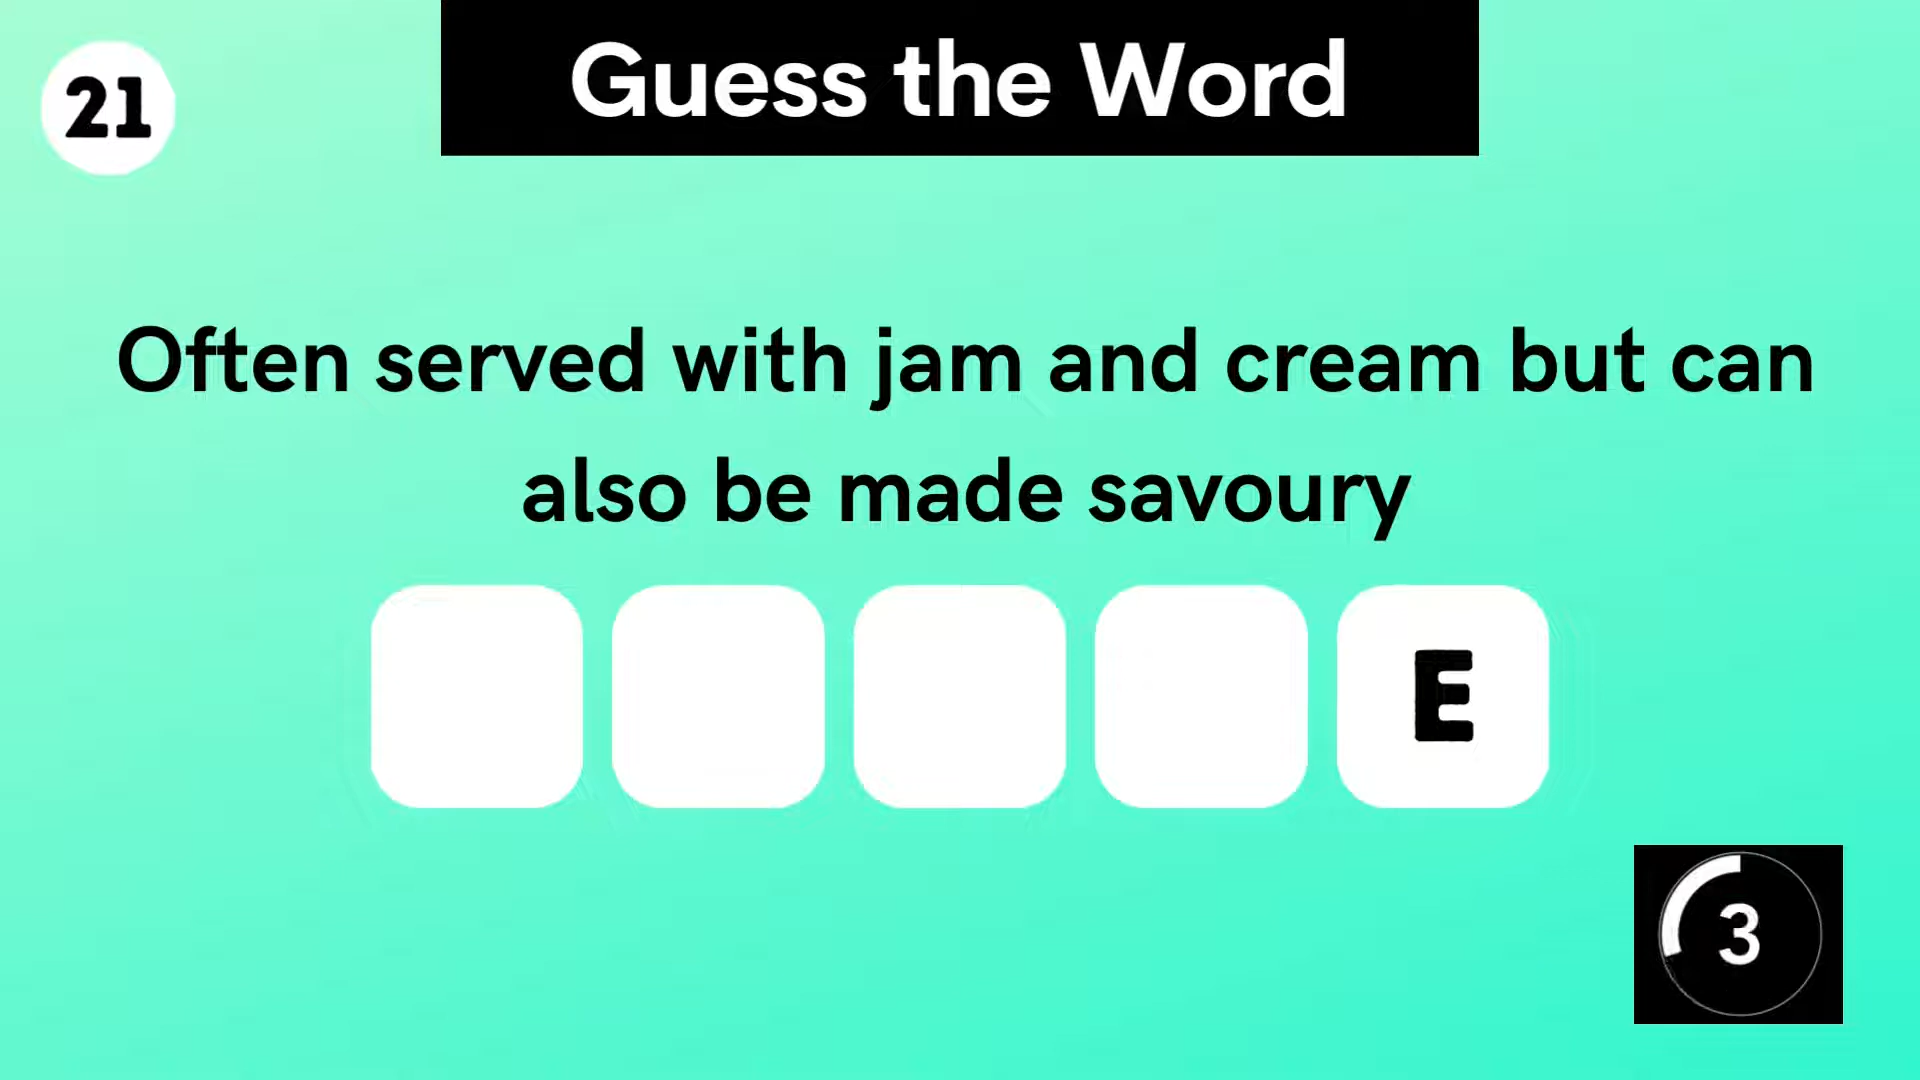 21
Guess the Word
Often served with jam and cream but can
also be made savoury
E
3